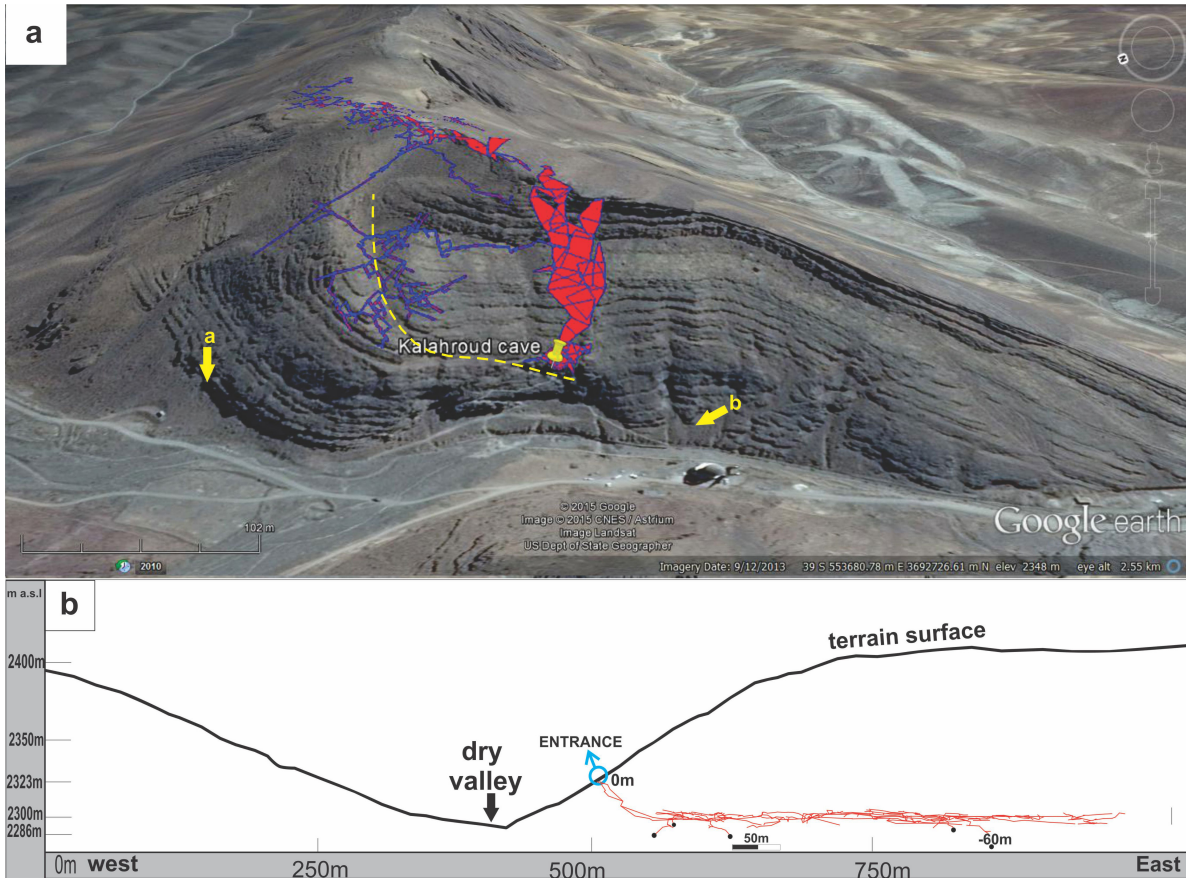 a
a
Kalahroud cave
b
© 2015 Google
Image © 2015 CNES / Astrium
Image Landsat
US Dept of State Geographer
Google earth
102 m
2010
Imagery Date: 9/12/2013 39 S 553680.78 m E 3692726.61 m N elev 2348 m eye alt 2.55 km
m a.s.l
b
terrain surface
2400m
2350m
ENTRANCE
dry
valley
2323m
0m
2300m
2286m
50m
-60m
0m west
250m
500m
750m
East